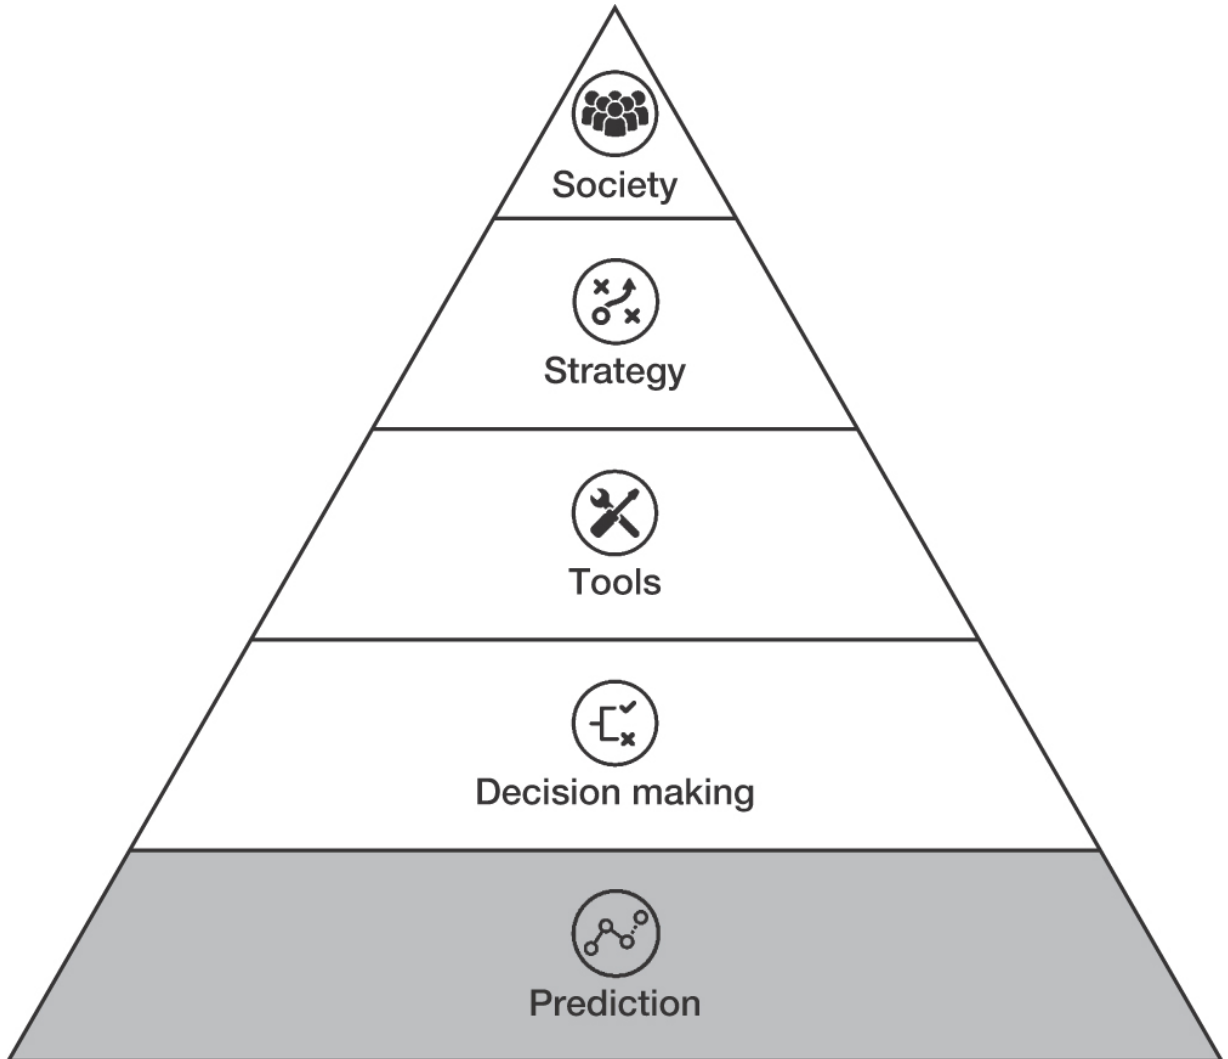 Society
Strategy
Tools
Decision making
Prediction